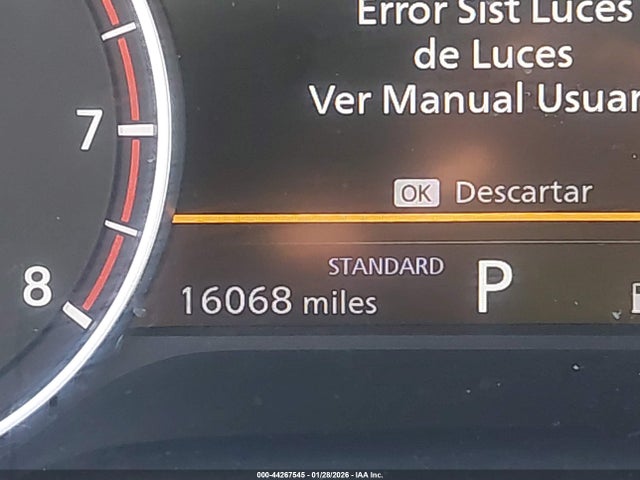 Error Sist Luces
de Luces
Ver Manual
OK Descartar
7
STANDARD
P
8
16068 miles
000-44267545 - 01/28/2026 - IAA Inc.